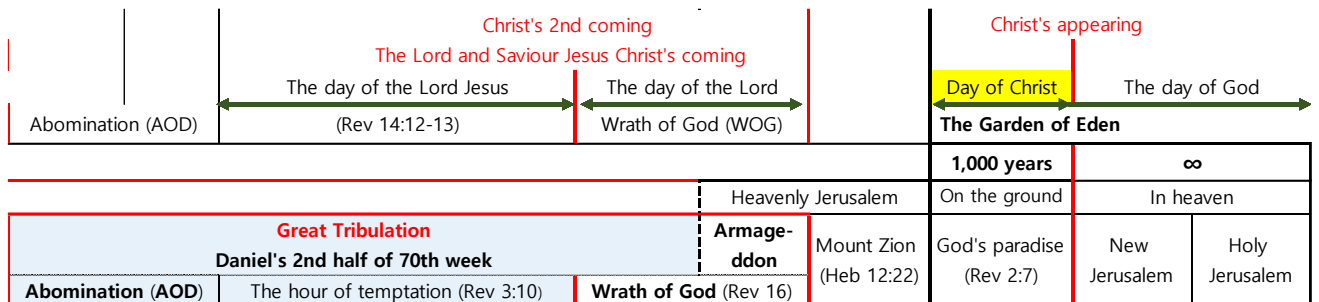 Christ's 2nd coming
Christ's appearing
The Lord and Saviour Jesus Christ's coming
The day of the Lord Jesus
The day of the Lord
Day of Christ
The day of God
Abomination (AOD)
(Rev 14:12-13)
Wrath of God (WOG)
The Garden of Eden
1,000 years
∞
Heavenly Jerusalem
On the ground
In heaven
Great Tribulation
Daniel's 2nd half of 70th week
Armage-
ddon
Mount Zion
(Heb 12:22)
God's paradise
(Rev 2:7)
New
Jerusalem
Holy
Jerusalem
Abomination (AOD)
The hour of temptation (Rev 3:10)
Wrath of God (Rev 16)